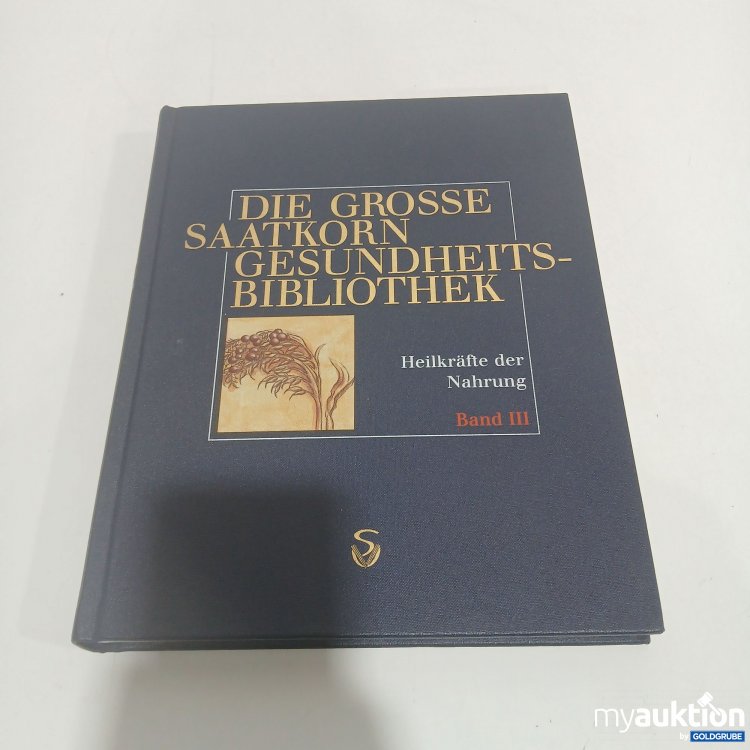 DIE GROSSE
SAATKORN
GESUNDHEITS-
BIBLIOTHEK
Heilkräfte der
Nahrung
Band III
S
myauktion
by GOLDGRUBE